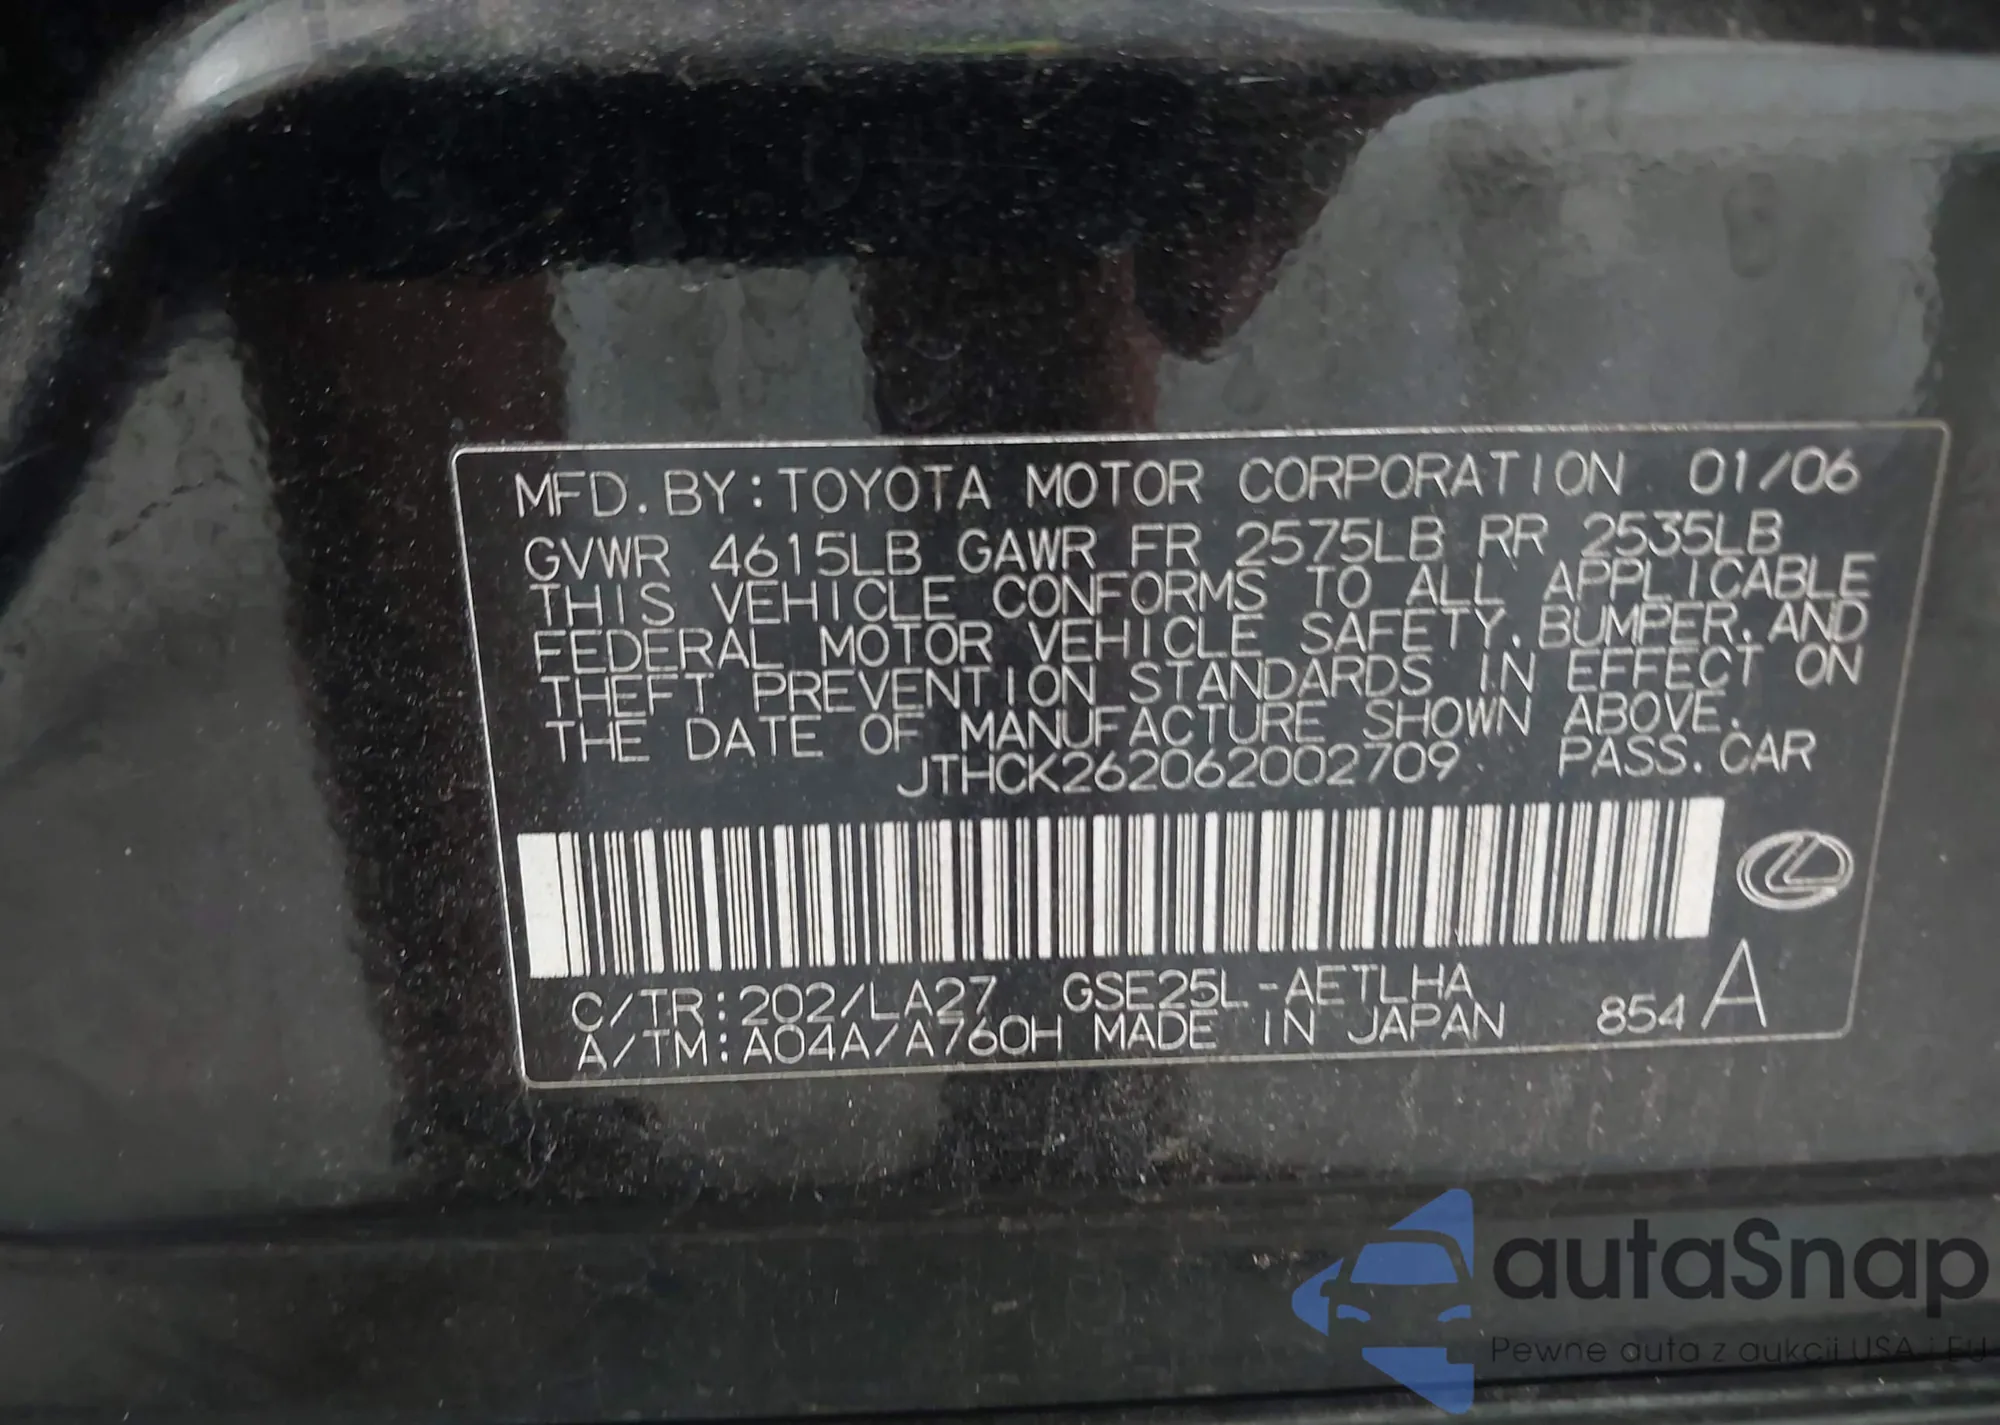 MFD. BY: TOYOTA MOTOR CORPORATION 01/06
GVWR 4615LB GAWR FR 2575LB RR 2535LB
THIS VEHICLE CONFORMS TO ALL APPLICABLE
FEDERAL MOTOR VEHICLE SAFETY, BUMPER, AND
THEFT PREVENTION STANDARDS IN EFFECT ON
THE DATE OF MANUFACTURE SHOWN ABOVE.
JTHCK262062002709 PASS. CAR
C/TR: 202/LA27 GSE25L-AETLHA
A/TM: A04A/A760H MADE IN JAPAN 854 A
autaSnap
Pewne auta z aukcji USA i EU